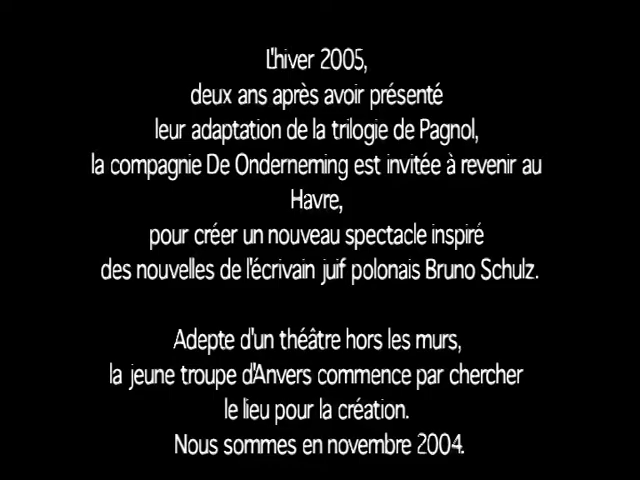 L'hiver 2005,
deux ans après avoir présenté
leur adaptation de la trilogie de Pagnol,
la compagnie De Onderneming est invitée à revenir au
Havre,
pour créer un nouveau spectacle inspiré
des nouvelles de l'écrivain juif polonais Bruno Schulz.
Adepte d'un théâtre hors les murs,
la jeune troupe d'Anvers commence par chercher
le lieu pour la création.
Nous sommes en novembre 2004.